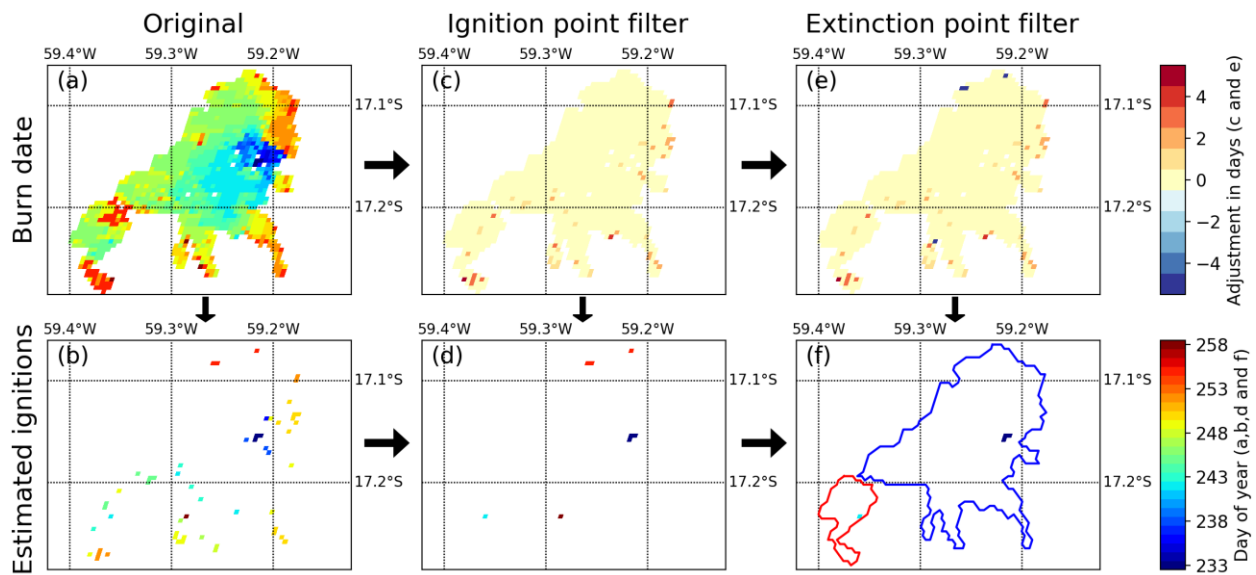 Original
Ignition point filter
Extinction point filter
59.4°W 59.3°W 59.2°W
59.4°W 59.3°W 59.2°W
59.4°W 59.3°W 59.2°W
Burn date
(a)
17.1°S
17.2°S
(c)
17.1°S
17.2°S
(e)
17.1°S
17.2°S
4
2
0
−2
−4
Adjustment in days (c and e)
59.4°W 59.3°W 59.2°W
59.4°W 59.3°W 59.2°W
59.4°W 59.3°W 59.2°W
Estimated ignitions
(b)
17.1°S
17.2°S
(d)
17.1°S
17.2°S
(f)
17.1°S
17.2°S
258
253
248
243
238
233
Day of year (a,b,d and f)